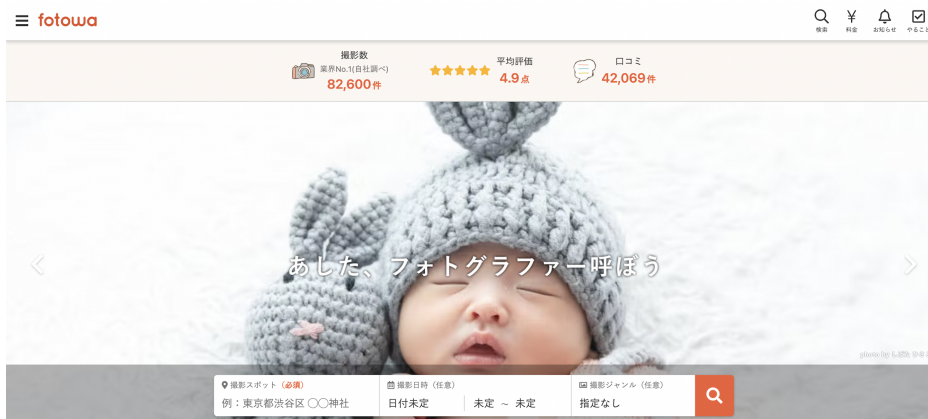 fotowa
検索
料金
お知らせ
やること
撮影数
業界No.1(自社調べ)
82,600件
平均評価
4.9点
口コミ
42,069件
あした、フォトグラファー呼ぼう
photo by しばた
撮影スポット（必須）
例：東京都渋谷区 〇〇神社
撮影日時（任意）
日付未定
未定 ～ 未定
撮影ジャンル（任意）
指定なし